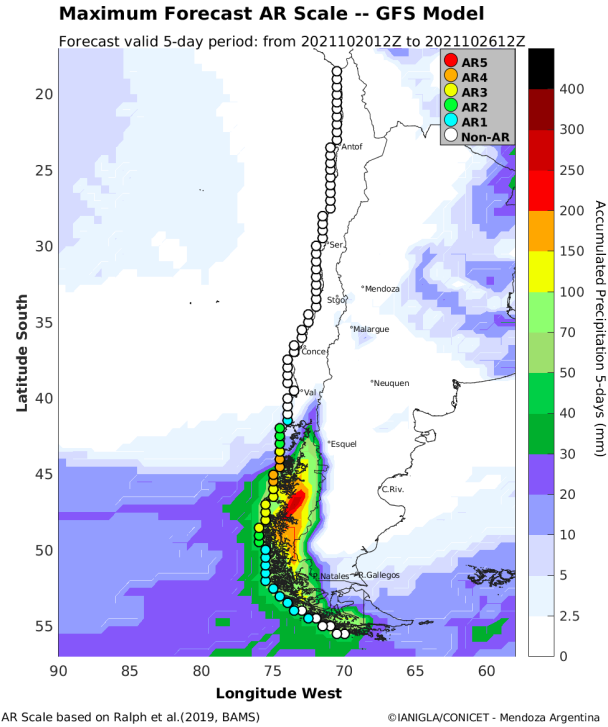 Maximum Forecast AR Scale -- GFS Model
Forecast valid 5-day period: from 2021102012Z to 2021102612Z
AR5
AR4
AR3
AR2
AR1
Non-AR
20
25
30
35
40
45
50
55
Latitude South
Antof
Ser.
Mendoza
Stgo
Malargue
Conce
Neuquen
Val
Esquel
C.Riv.
P.Natales
R.Gallegos
90
85
80
75
70
65
60
Longitude West
400
300
250
200
150
100
70
50
40
30
20
10
5
2.5
0
Accumulated Precipitation 5-days (mm)
AR Scale based on Ralph et al.(2019, BAMS)
©IANIGLA/CONICET - Mendoza Argentina